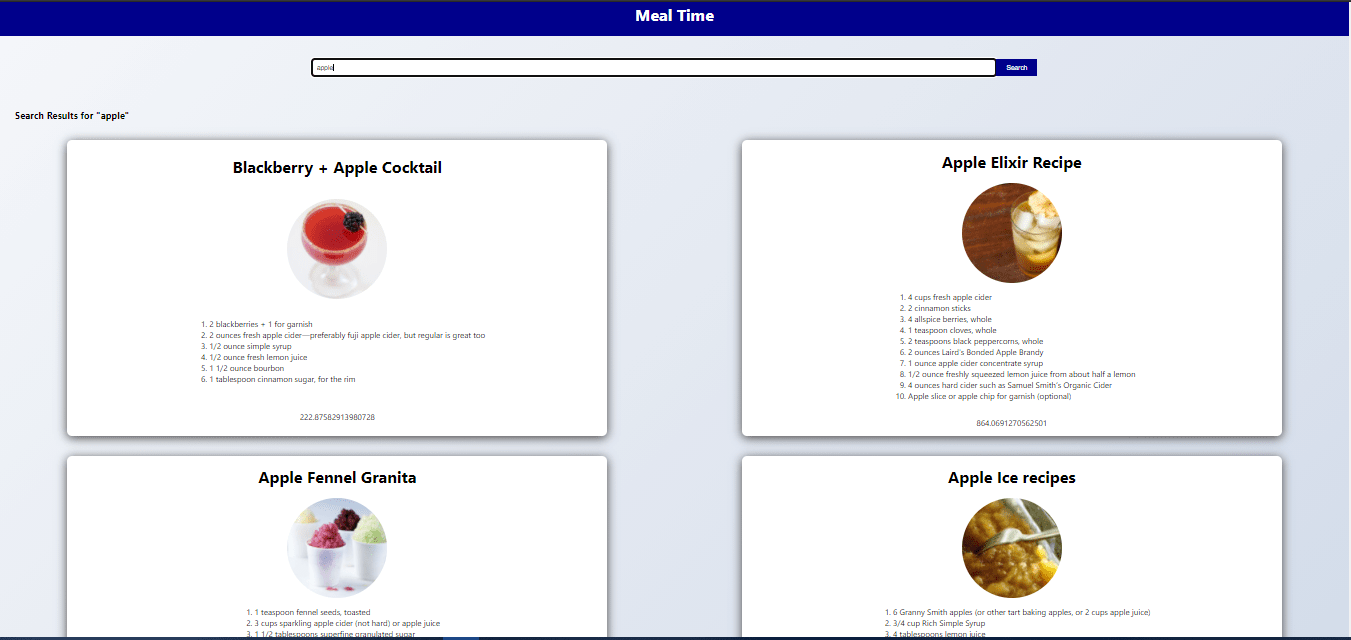 Meal Time
apple
Search
Search Results for "apple"
Blackberry + Apple Cocktail
1. 2 blackberries + 1 for garnish
2. 2 ounces fresh apple cider—preferably fuji apple cider, but regular is great too
3. 1/2 ounce simple syrup
4. 1/2 ounce fresh lemon juice
5. 1 1/2 ounce bourbon
6. 1 tablespoon cinnamon sugar, for the rim
222.87582913980728
Apple Elixir Recipe
1. 4 cups fresh apple cider
2. 2 cinnamon sticks
3. 4 allspice berries, whole
4. 1 teaspoon cloves, whole
5. 2 teaspoons black peppercorns, whole
6. 2 ounces Laird's Bonded Apple Brandy
7. 1 ounce apple cider concentrate syrup
8. 1/2 ounce freshly squeezed lemon juice from about half a lemon
9. 4 ounces hard cider such as Samuel Smith's Organic Cider
10. Apple slice or apple chip for garnish (optional)
864.0691270562501
Apple Fennel Granita
1. 1 teaspoon fennel seeds, toasted
2. 3 cups sparkling apple cider (not hard) or apple juice
3. 1 1/2 tablespoons superfine granulated sugar
Apple Ice recipes
1. 6 Granny Smith apples (or other tart baking apples, or 2 cups apple juice)
2. 3/4 cup Rich Simple Syrup
3. 4 tablespoons lemon juice